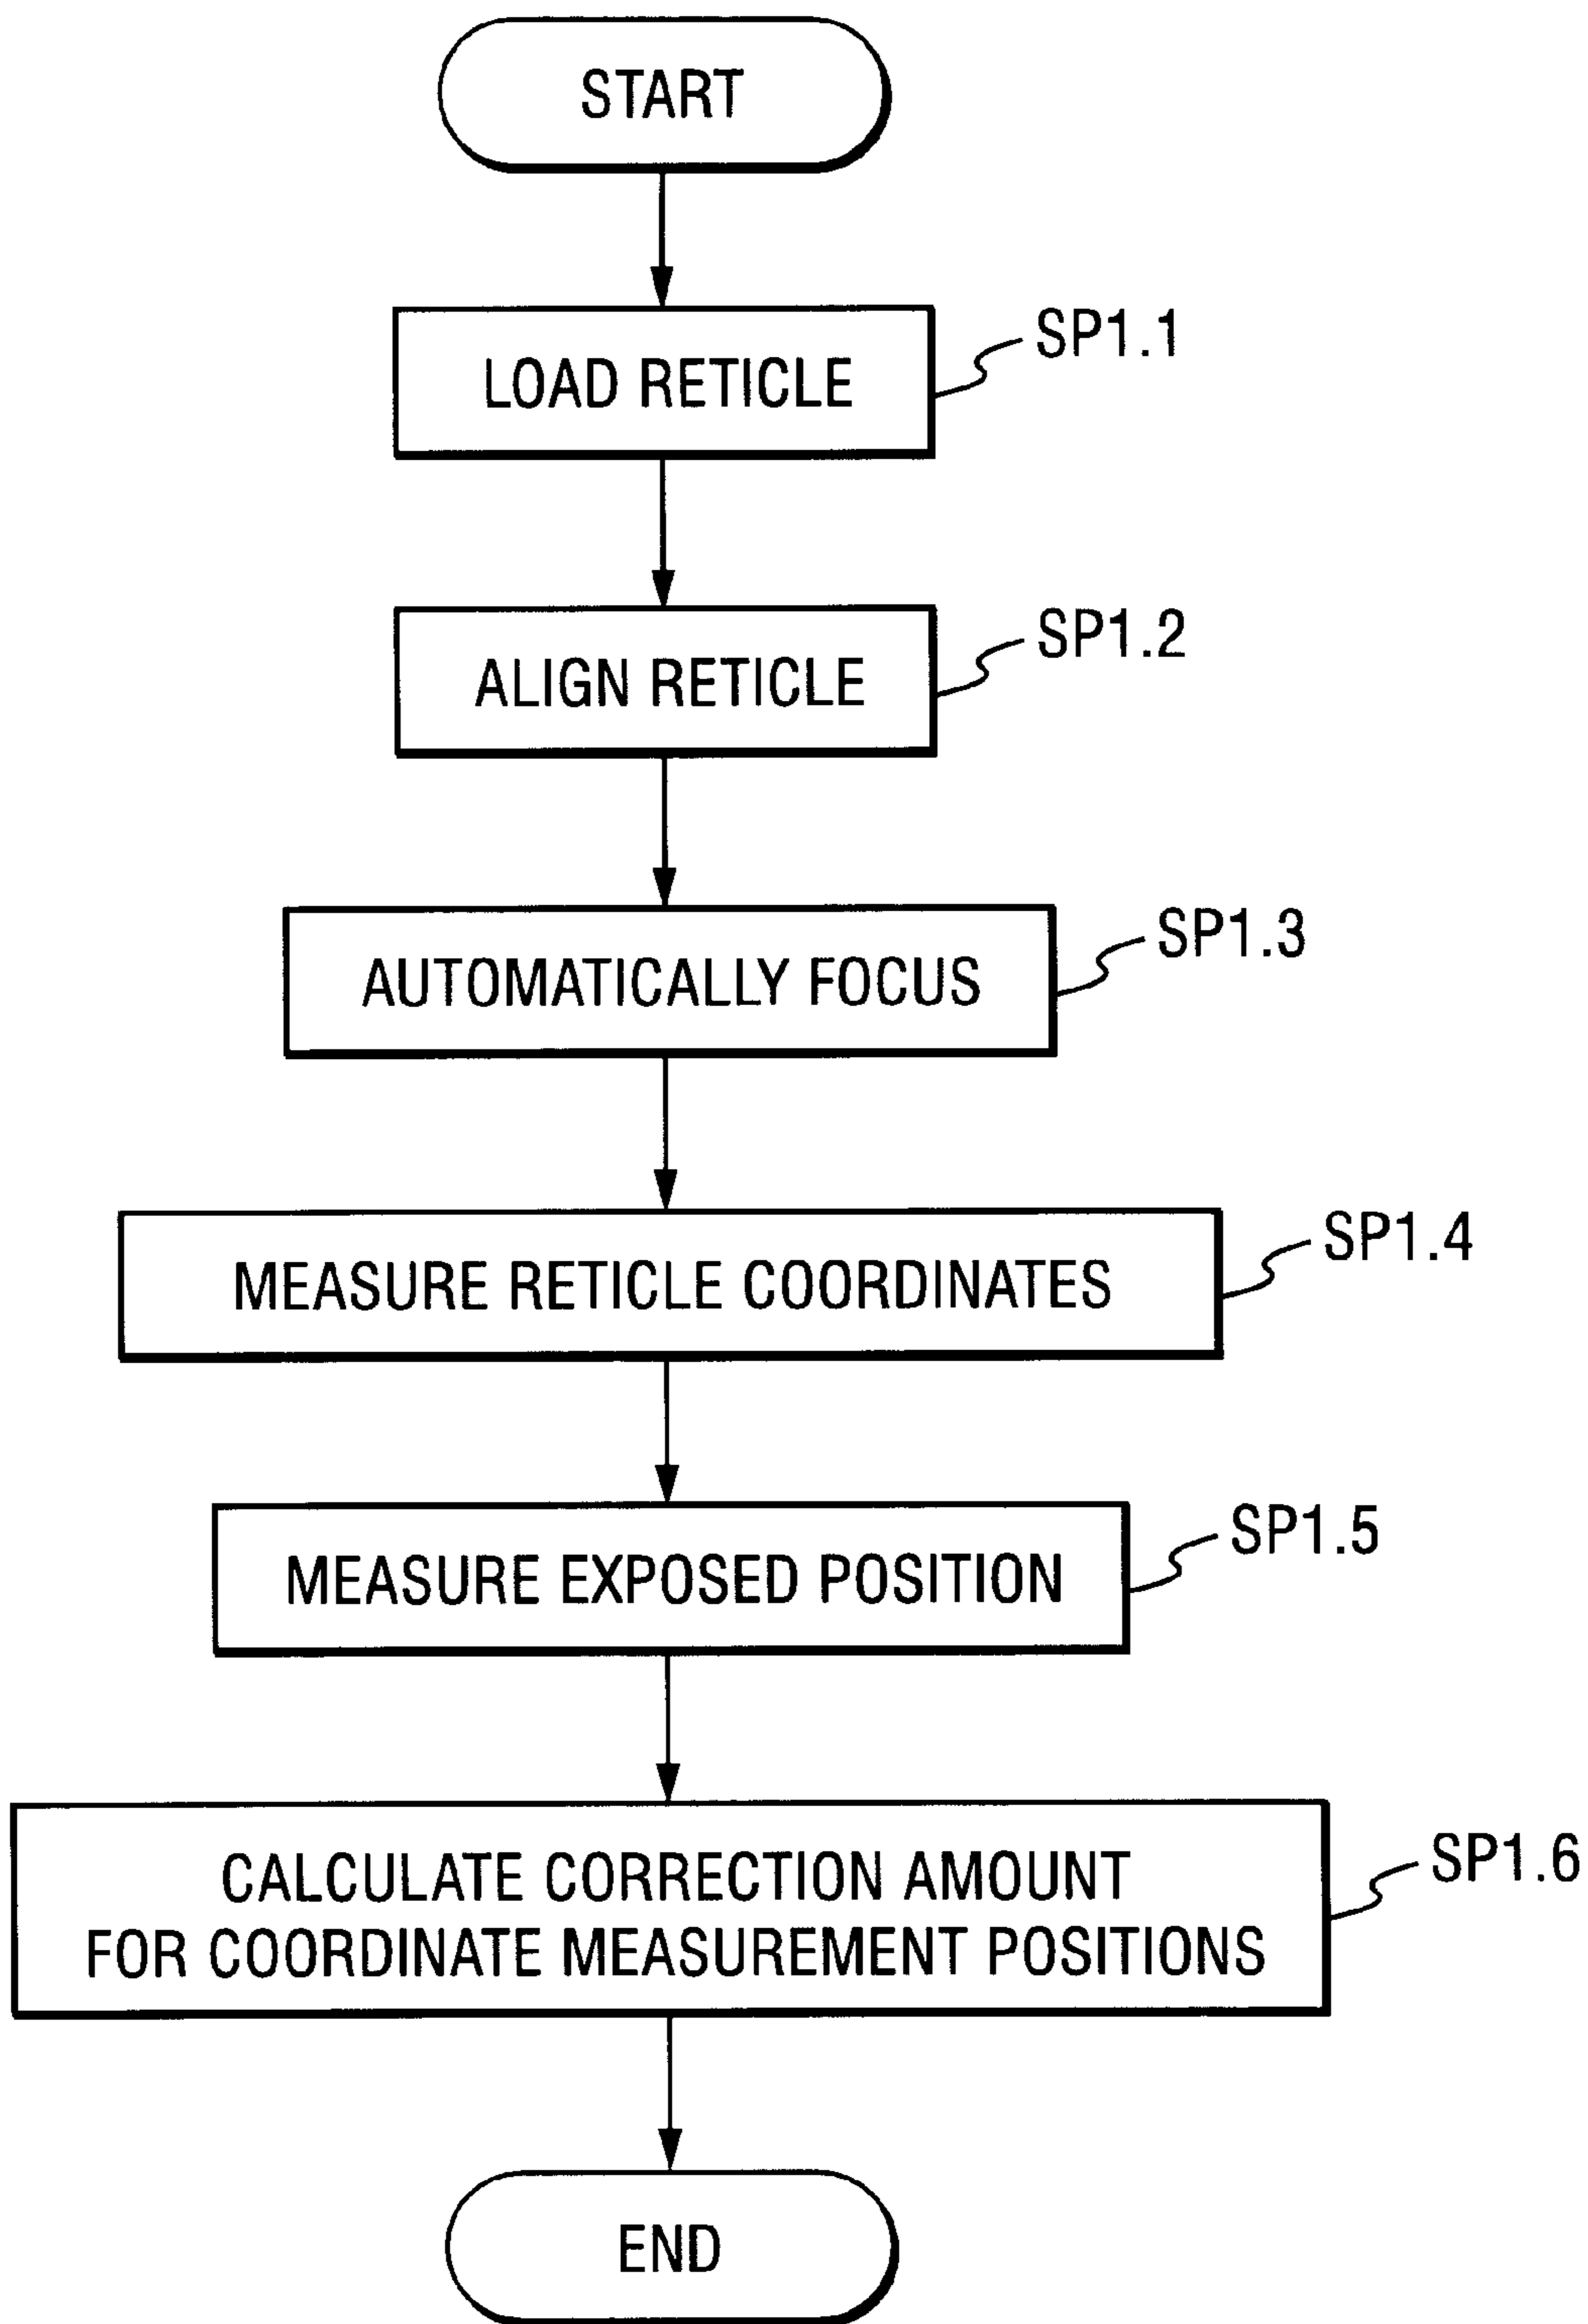 START
LOAD RETICLE
SP1.1
ALIGN RETICLE
SP1.2
AUTOMATICALLY FOCUS
SP1.3
MEASURE RETICLE COORDINATES
SP1.4
MEASURE EXPOSED POSITION
SP1.5
CALCULATE CORRECTION AMOUNT
FOR COORDINATE MEASUREMENT POSITIONS
SP1.6
END